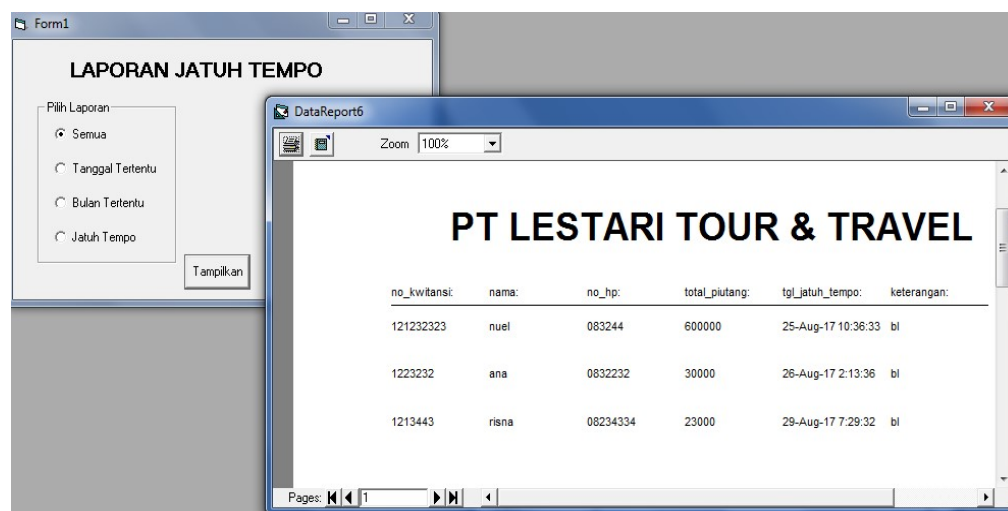 Form1
LAPORAN JATUH TEMPO
Pilih Laporan
Semua
Tanggal Tertentu
Bulan Tertentu
Jatuh Tempo
Tampilkan
DataReport6
Zoom 100%
PT LESTARI TOUR & TRAVEL
no_kwitansi: nama: no_hp: total_piutang: tgl_jatuh_tempo: keterangan:
121232323 nuel 083244 600000 25-Aug-17 10:36:33 bl
1223232 ana 0832232 30000 26-Aug-17 2:13:36 bl
1213443 risna 08234334 23000 29-Aug-17 7:29:32 bl
Pages: 1